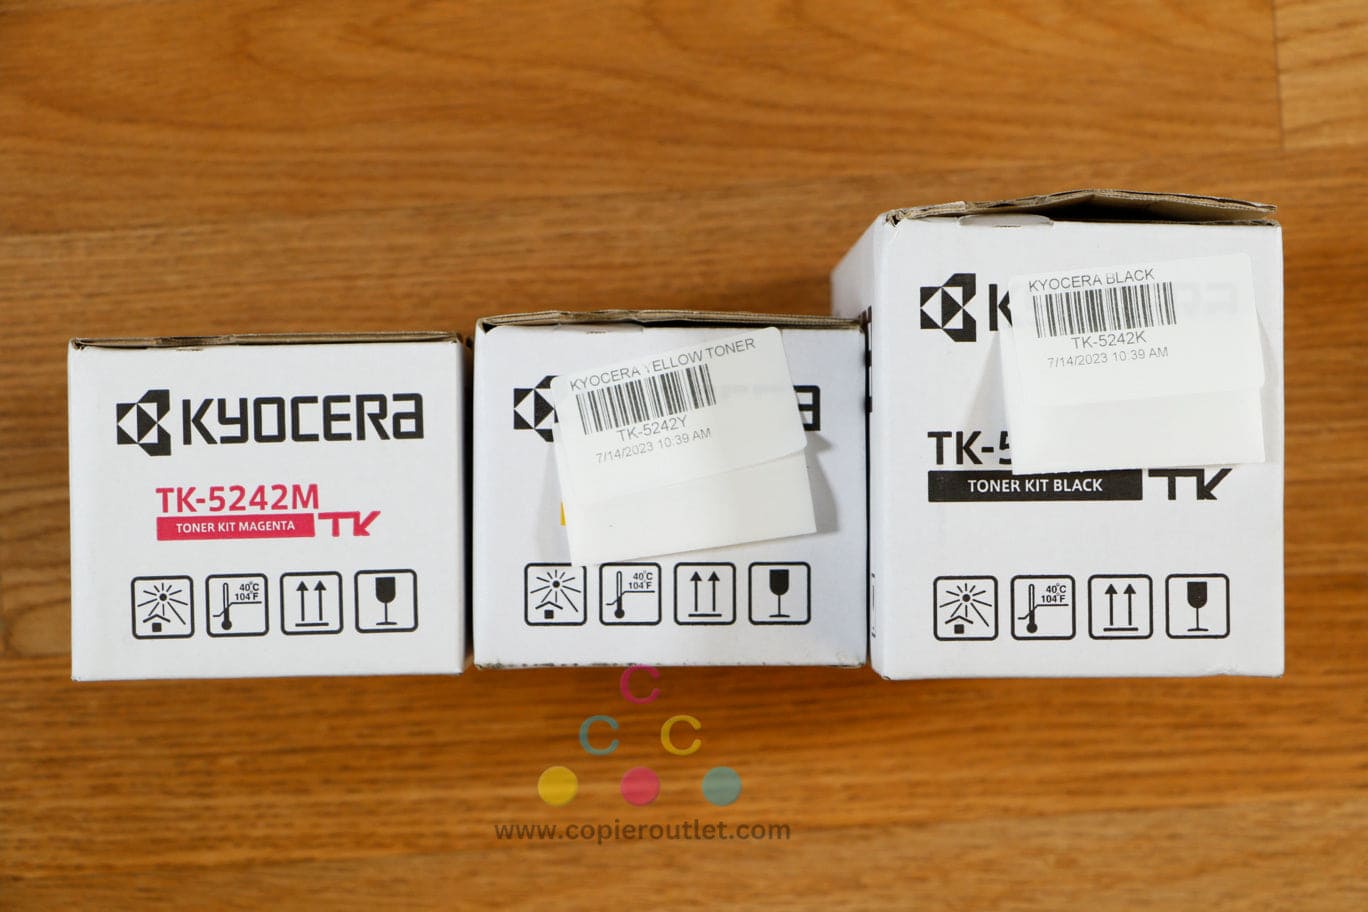 KYOCERA
TK-5242M
TONER KIT MAGENTA TK
40°C
104°F
KYOCERA YELLOW TONER
TK-5242Y
7/14/2023 10:39 AM
40°C
104°F
KYOCERA BLACK
TK-5242K
7/14/2023 10:39 AM
K
TK-5
TONER KIT BLACK TK
40°C
104°F
C
C C
www.copieroutlet.com